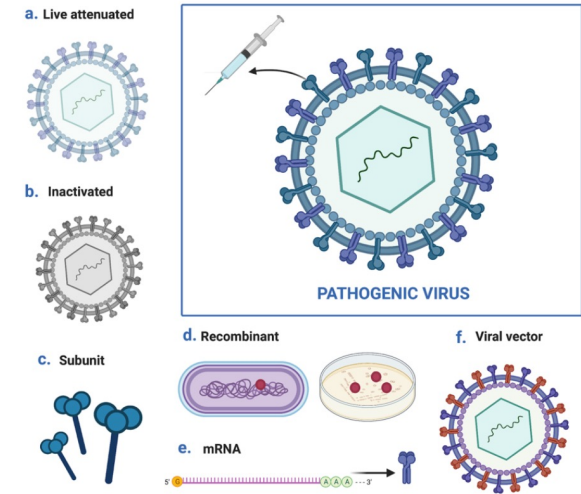 a. Live attenuated
b. Inactivated
PATHOGENIC VIRUS
c. Subunit
d. Recombinant
e. mRNA
5' G A A A --- 3'
f. Viral vector